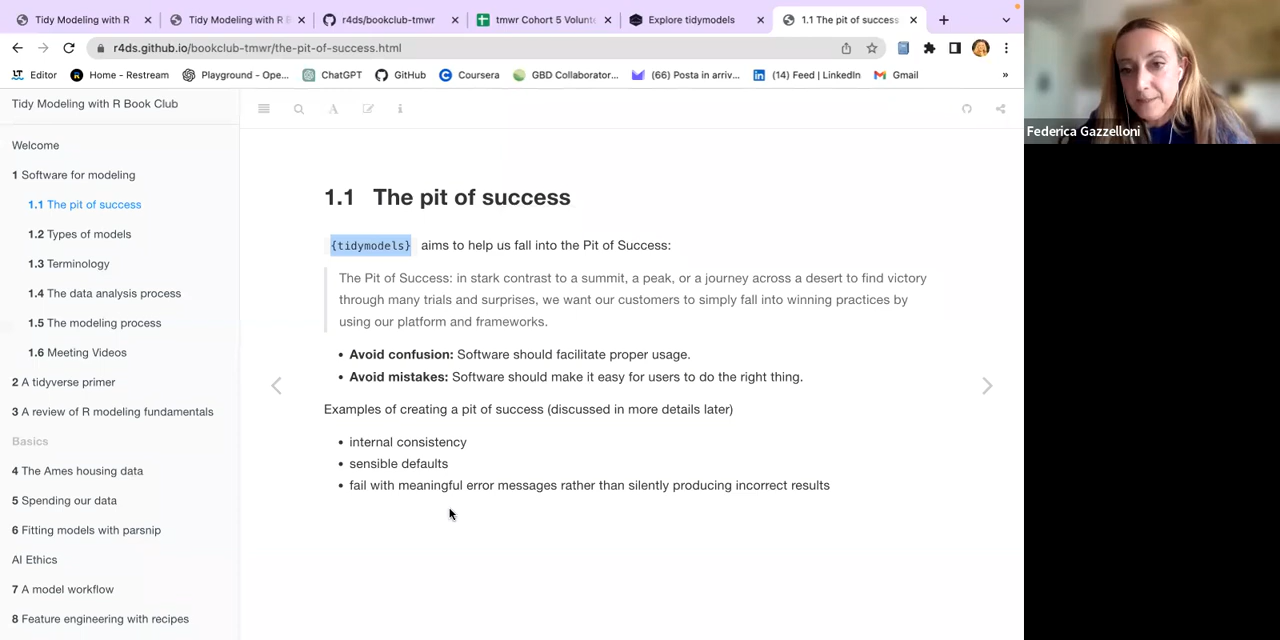 Tidy Modeling with R
Tidy Modeling with R B
r4ds/bookclub-tmwr
tmwr Cohort 5 Volunte
Explore tidymodels
1.1 The pit of success
r4ds.github.io/bookclub-tmwr/the-pit-of-success.html
Editor
Home - Restream
Playground - Ope...
ChatGPT
GitHub
Coursera
GBD Collaborator...
(66) Posta in arriv...
(14) Feed | LinkedIn
Gmail
»
Tidy Modeling with R Book Club
Welcome
1 Software for modeling
1.1 The pit of success
1.2 Types of models
1.3 Terminology
1.4 The data analysis process
1.5 The modeling process
1.6 Meeting Videos
2 A tidyverse primer
3 A review of R modeling fundamentals
Basics
4 The Ames housing data
5 Spending our data
6 Fitting models with parsnip
AI Ethics
7 A model workflow
8 Feature engineering with recipes
1.1 The pit of success
{tidymodels} aims to help us fall into the Pit of Success:
The Pit of Success: in stark contrast to a summit, a peak, or a journey across a desert to find victory
through many trials and surprises, we want our customers to simply fall into winning practices by
using our platform and frameworks.
• Avoid confusion: Software should facilitate proper usage.
• Avoid mistakes: Software should make it easy for users to do the right thing.
Examples of creating a pit of success (discussed in more details later)
• internal consistency
• sensible defaults
• fail with meaningful error messages rather than silently producing incorrect results
Federica Gazzelloni